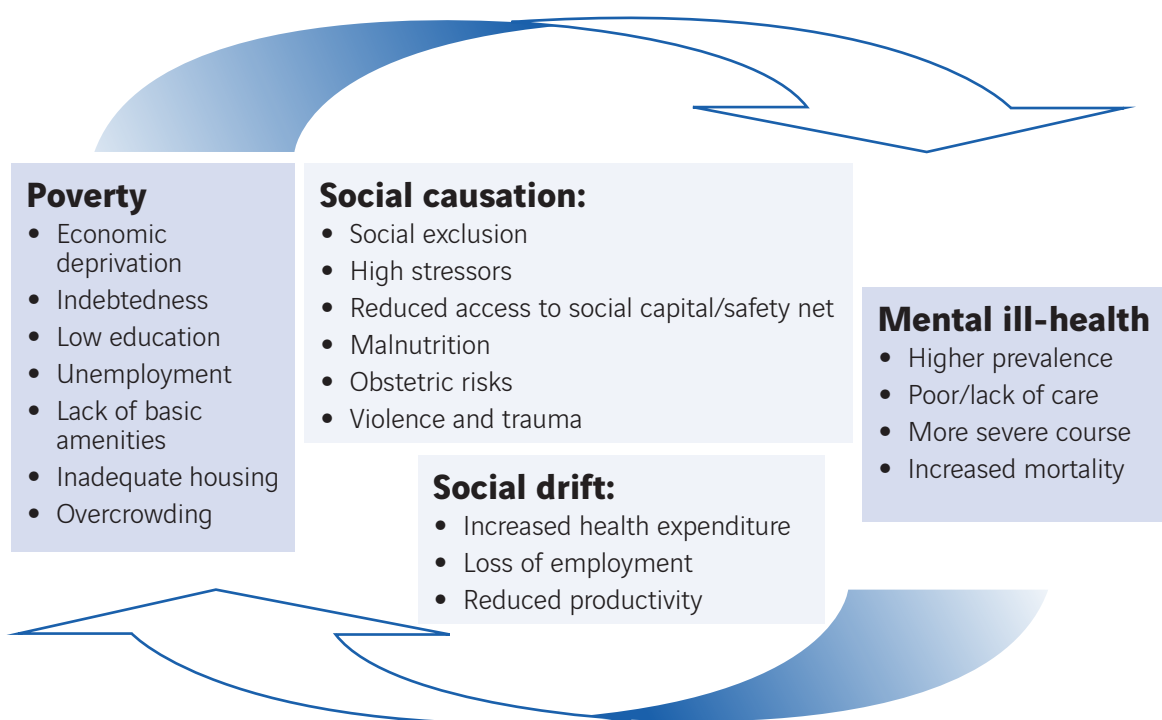 Poverty
• Economic
deprivation
• Indebtedness
• Low education
• Unemployment
• Lack of basic
amenities
• Inadequate housing
• Overcrowding
Social causation:
• Social exclusion
• High stressors
• Reduced access to social capital/safety net
• Malnutrition
• Obstetric risks
• Violence and trauma
Mental ill-health
• Higher prevalence
• Poor/lack of care
• More severe course
• Increased mortality
Social drift:
• Increased health expenditure
• Loss of employment
• Reduced productivity